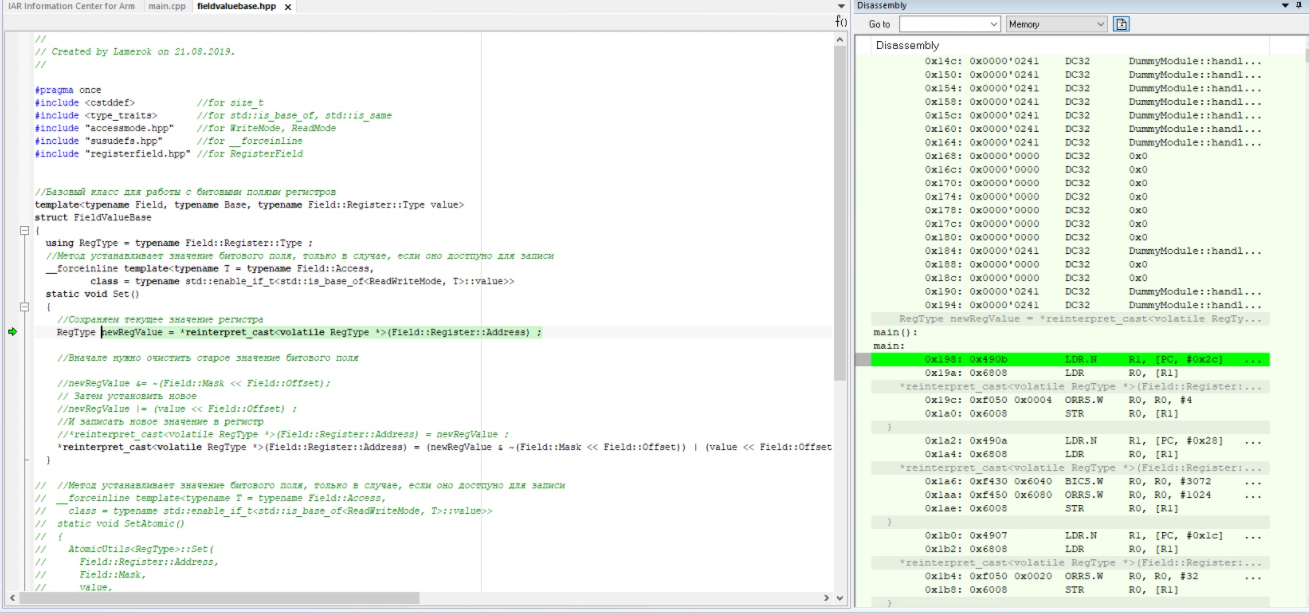 IAR Information Center for Arm main.cpp fieldvaluebase.hpp x
f()
//
// Created by Lamerok on 21.08.2019.
//
#pragma once
#include <cstddef> //for size_t
#include <type_traits> //for std::is_base_of, std::is_same
#include "accessmode.hpp" //for WriteMode, ReadMode
#include "susudefs.hpp" //for __forceinline
#include "registerfield.hpp" //for RegisterField
//Базовый класс для работы с битовыми полями регистров
template<typename Field, typename Base, typename Field::Register::Type value>
struct FieldValueBase
{
using RegType = typename Field::Register::Type ;
//Метод устанавливает значение битового поля, только в случае, если оно достпуно для записи
__forceinline template<typename T = typename Field::Access,
class = typename std::enable_if_t<std::is_base_of<ReadWriteMode, T>::value>>
static void Set()
{
//Сохраняем текущее значение регистра
RegType newRegValue = *reinterpret_cast<volatile RegType *>(Field::Register::Address) ;
//Вначале нужно очистить старое значение битового поля
//newRegValue &= ~(Field::Mask << Field::Offset);
// Затем установить новое
//newRegValue |= (value << Field::Offset) ;
//И записать новое значение в регистр
//*reinterpret_cast<volatile RegType *>(Field::Register::Address) = newRegValue ;
*reinterpret_cast<volatile RegType *>(Field::Register::Address) = (newRegValue & ~(Field::Mask << Field::Offset)) | (value << Field::Offset
}
// //Метод устанавливает значение битового поля, только в случае, если оно достпуно для записи
// __forceinline template<typename T = typename Field::Access,
// class = typename std::enable_if_t<std::is_base_of<ReadWriteMode, T>::value>>
// static void SetAtomic()
// {
// AtomicUtils<RegType>::Set(
// Field::Register::Address,
// Field::Mask,
// value,
Disassembly
Go to Memory
Disassembly
0x14c: 0x0000'0241 DC32 DummyModule::handl...
0x150: 0x0000'0241 DC32 DummyModule::handl...
0x154: 0x0000'0241 DC32 DummyModule::handl...
0x158: 0x0000'0241 DC32 DummyModule::handl...
0x15c: 0x0000'0241 DC32 DummyModule::handl...
0x160: 0x0000'0241 DC32 DummyModule::handl...
0x164: 0x0000'0241 DC32 DummyModule::handl...
0x168: 0x0000'0000 DC32 0x0
0x16c: 0x0000'0000 DC32 0x0
0x170: 0x0000'0000 DC32 0x0
0x174: 0x0000'0000 DC32 0x0
0x178: 0x0000'0000 DC32 0x0
0x17c: 0x0000'0000 DC32 0x0
0x180: 0x0000'0000 DC32 0x0
0x184: 0x0000'0241 DC32 DummyModule::handl...
0x188: 0x0000'0000 DC32 0x0
0x18c: 0x0000'0000 DC32 0x0
0x190: 0x0000'0241 DC32 DummyModule::handl...
0x194: 0x0000'0241 DC32 DummyModule::handl...
RegType newRegValue = *reinterpret_cast<volatile RegTy...
main():
main:
0x198: 0x490b LDR.N R1, [PC, #0x2c] ...
0x19a: 0x6808 LDR R0, [R1]
*reinterpret_cast<volatile RegType *>(Field::Register:...
0x19c: 0xf050 0x0004 ORRS.W R0, R0, #4
0x1a0: 0x6008 STR R0, [R1]
}
0x1a2: 0x490a LDR.N R1, [PC, #0x28] ...
0x1a4: 0x6808 LDR R0, [R1]
*reinterpret_cast<volatile RegType *>(Field::Register:...
0x1a6: 0xf430 0x6040 BICS.W R0, R0, #3072 ...
0x1aa: 0xf450 0x6080 ORRS.W R0, R0, #1024 ...
0x1ae: 0x6008 STR R0, [R1]
}
0x1b0: 0x4907 LDR.N R1, [PC, #0x1c] ...
0x1b2: 0x6808 LDR R0, [R1]
*reinterpret_cast<volatile RegType *>(Field::Register:...
0x1b4: 0xf050 0x0020 ORRS.W R0, R0, #32 ...
0x1b8: 0x6008 STR R0, [R1]
}